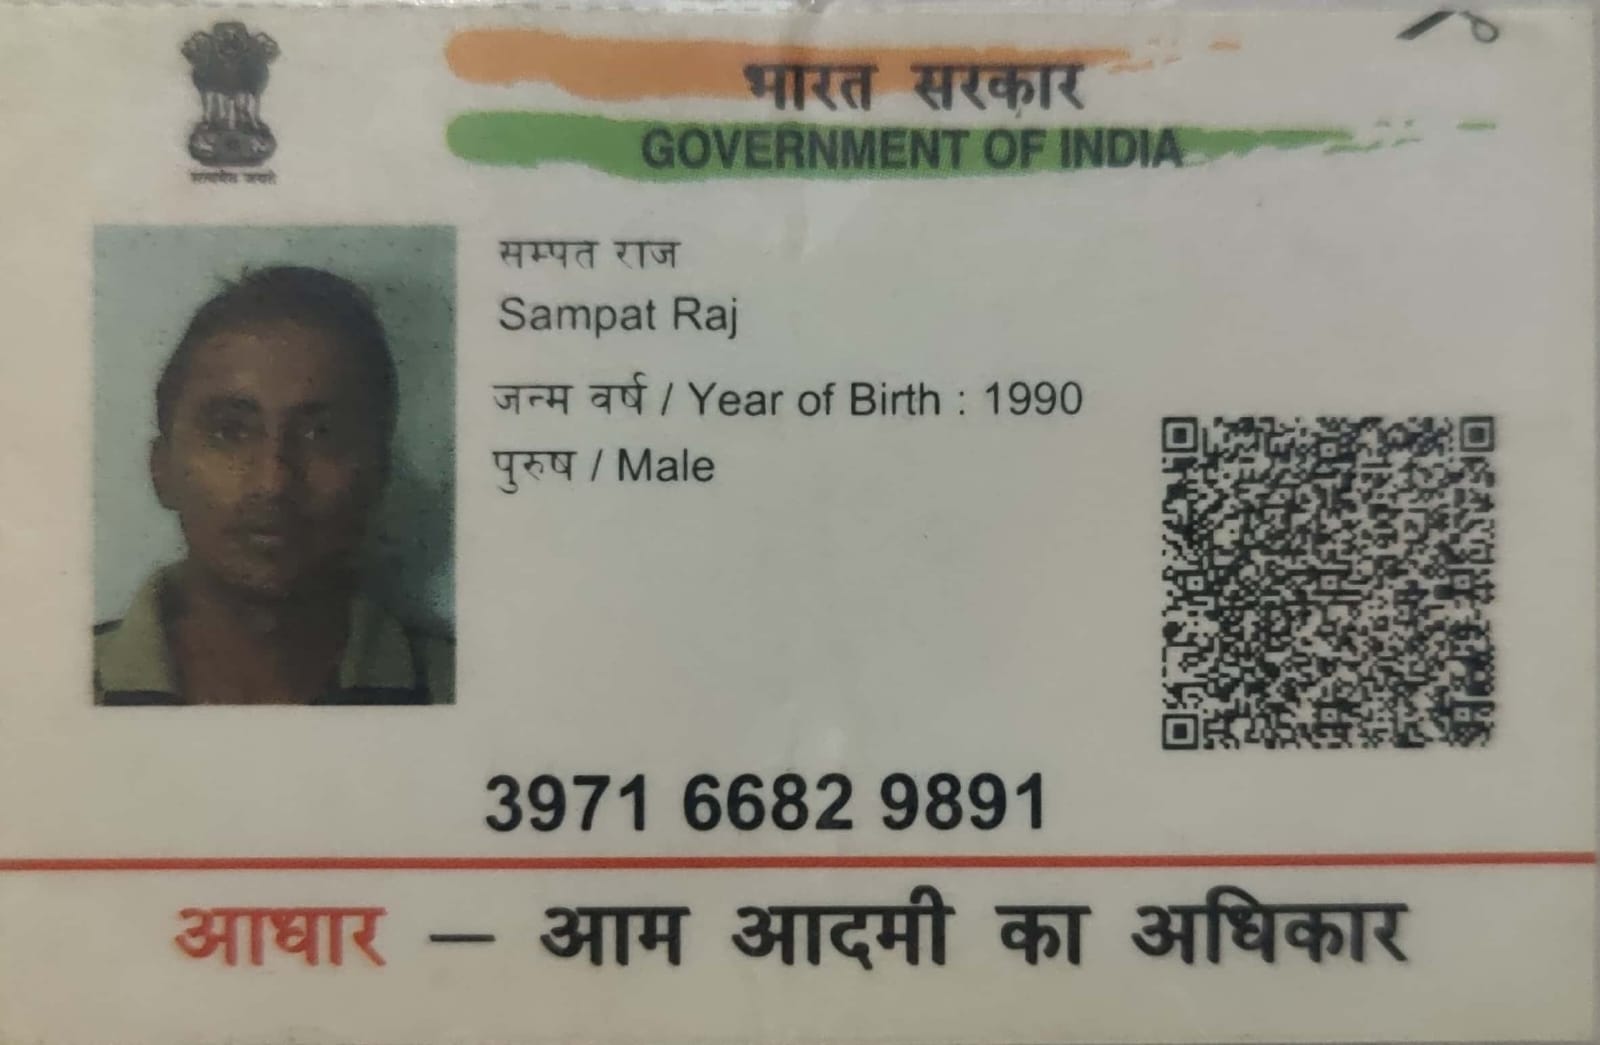 भारत सरकार
GOVERNMENT OF INDIA
सत्यमेव जयते
सम्पत राज
Sampat Raj
जन्म वर्ष / Year of Birth : 1990
पुरुष / Male
3971 6682 9891
आधार – आम आदमी का अधिकार